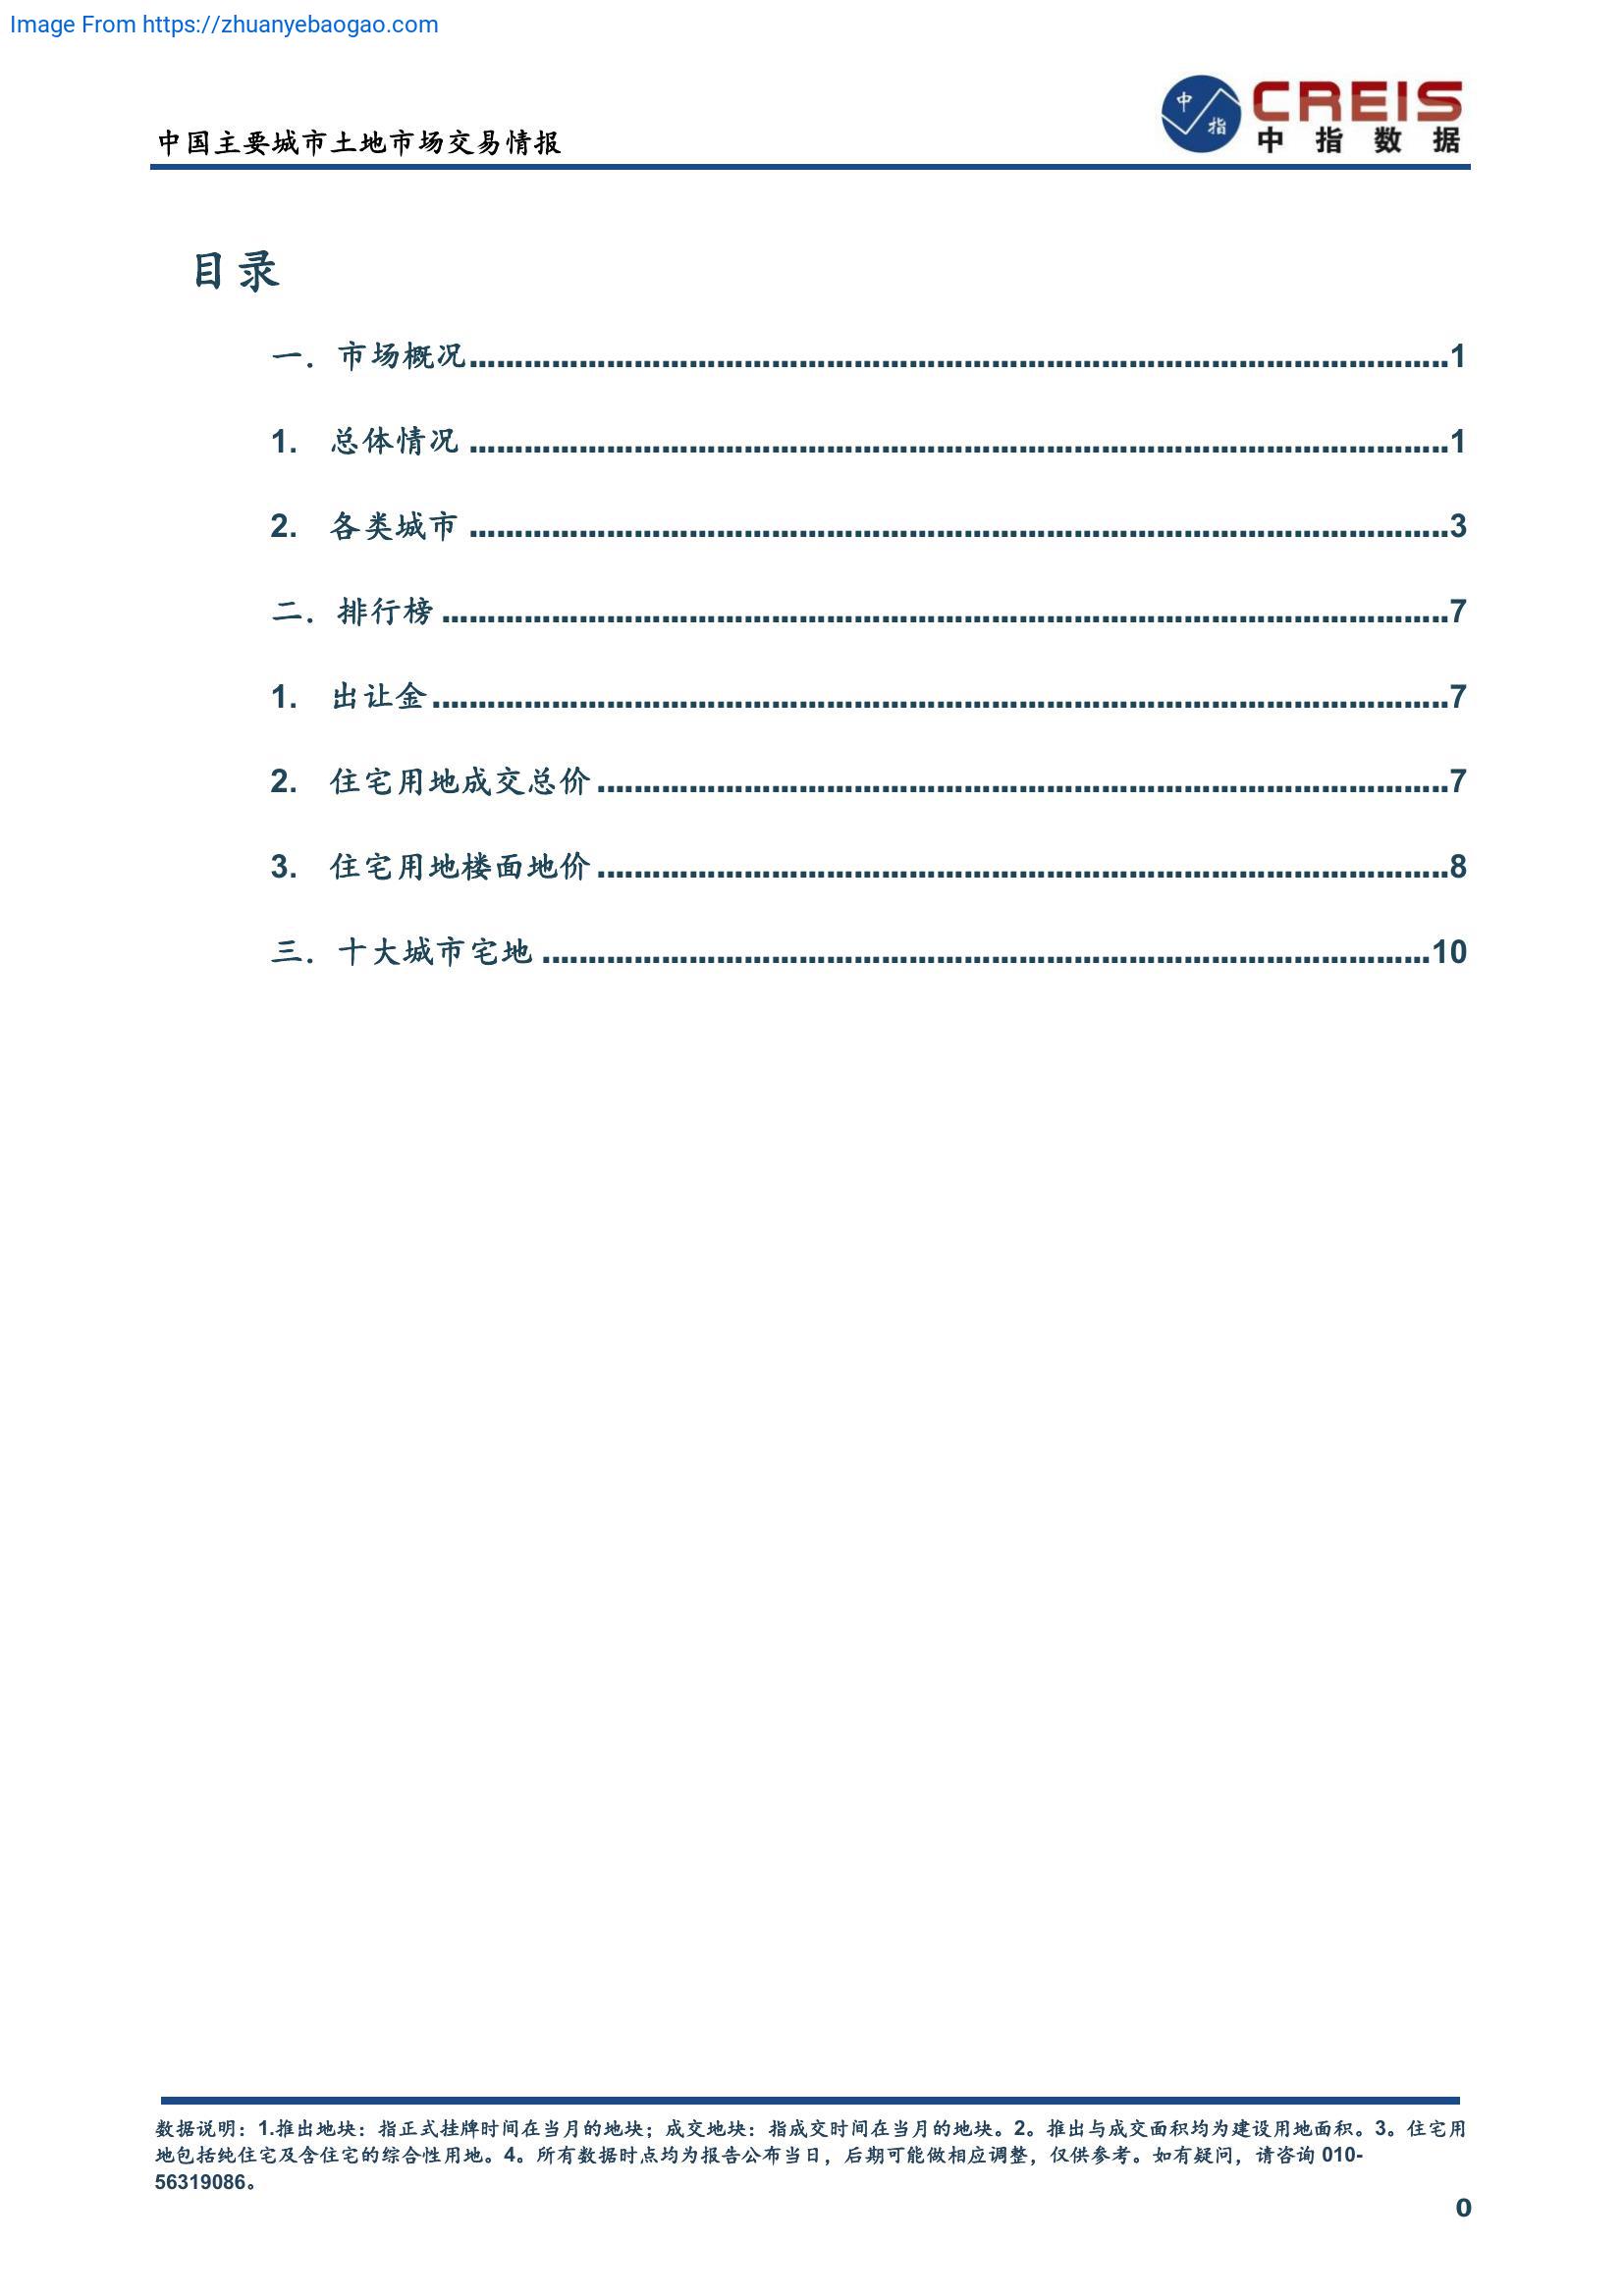 Image From https://zhuanyebaogao.com
中国主要城市土地市场交易情报
中指 CREIS
中指数据
目录
一. 市场概况.....1
1. 总体情况.....1
2. 各类城市.....3
二. 排行榜.....7
1. 出让金.....7
2. 住宅用地成交总价.....7
3. 住宅用地楼面地价.....8
三. 十大城市宅地.....10
数据说明：1.推出地块：指正式挂牌时间在当月的地块；成交地块：指成交时间在当月的地块。2。推出与成交面积均为建设用地面积。3。住宅用
地包括纯住宅及含住宅的综合性用地。4。所有数据时点均为报告公布当日，后期可能做相应调整，仅供参考。如有疑问，请咨询 010-
56319086。
0